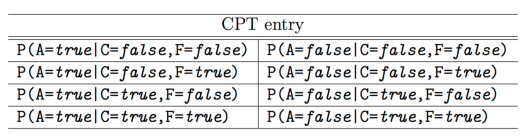 CPT entry
P(A=true|C=false,F=false) P(A=false|C=false,F=false)
P(A=true|C=false,F=true) P(A=false|C=false,F=true)
P(A=true|C=true,F=false) P(A=false|C=true,F=false)
P(A=true|C=true,F=true) P(A=false|C=true,F=true)